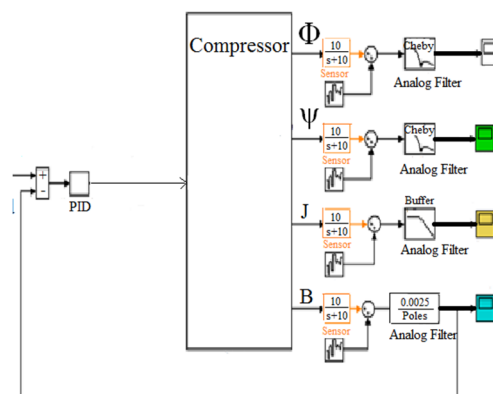 Compressor
Φ
10
s+10
Sensor
Cheby
Analog Filter
ψ
10
s+10
Sensor
Cheby
Analog Filter
+
−
PID
J
10
s+10
Sensor
Buffer
Analog Filter
B
10
s+10
Sensor
0.0025
Poles
Analog Filter